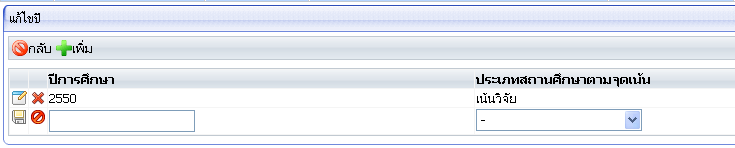 แก้ไขปี
กลับ เพิ่ม
ปีการศึกษา ประเภทสถานศึกษาตามจุดเน้น
2550 เน้นวิจัย
-